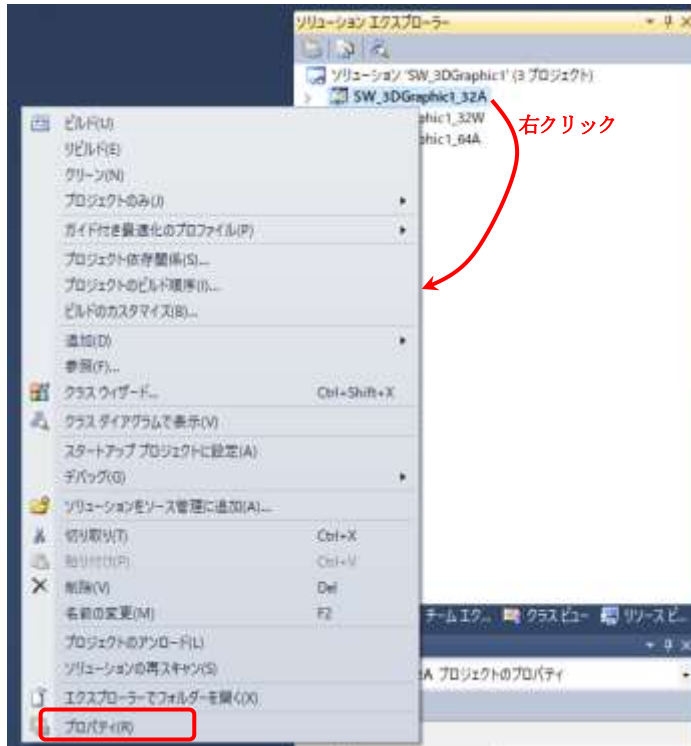 ソリューション エクスプローラー
ソリューション 'SW_3DGraphic1' (3 プロジェクト)
SW_3DGraphic1_32A
phic1_32W
phic1_64A
右クリック
ビルド(U)
リビルド(E)
クリーン(N)
プロジェクトのみ(J)
ガイド付き最適化のプロファイル(P)
プロジェクト依存関係(S)...
プロジェクトのビルド順序(I)...
ビルドのカスタマイズ(B)...
追加(D)
参照(F)...
クラス ウィザード... Ctrl+Shift+X
クラス ダイアグラムで表示(V)
スタートアップ プロジェクトに設定(A)
デバッグ(G)
ソリューションをソース管理に追加(A)...
切り取り(T) Ctrl+X
貼り付け(P) Ctrl+V
削除(V) Del
名前の変更(M) F2
プロジェクトのアンロード(L)
ソリューションの再スキャン(S)
エクスプローラーでフォルダーを開く(X)
プロパティ(R)
チーム エク... クラス ビュー リソース ビ...
A プロジェクトのプロパティ